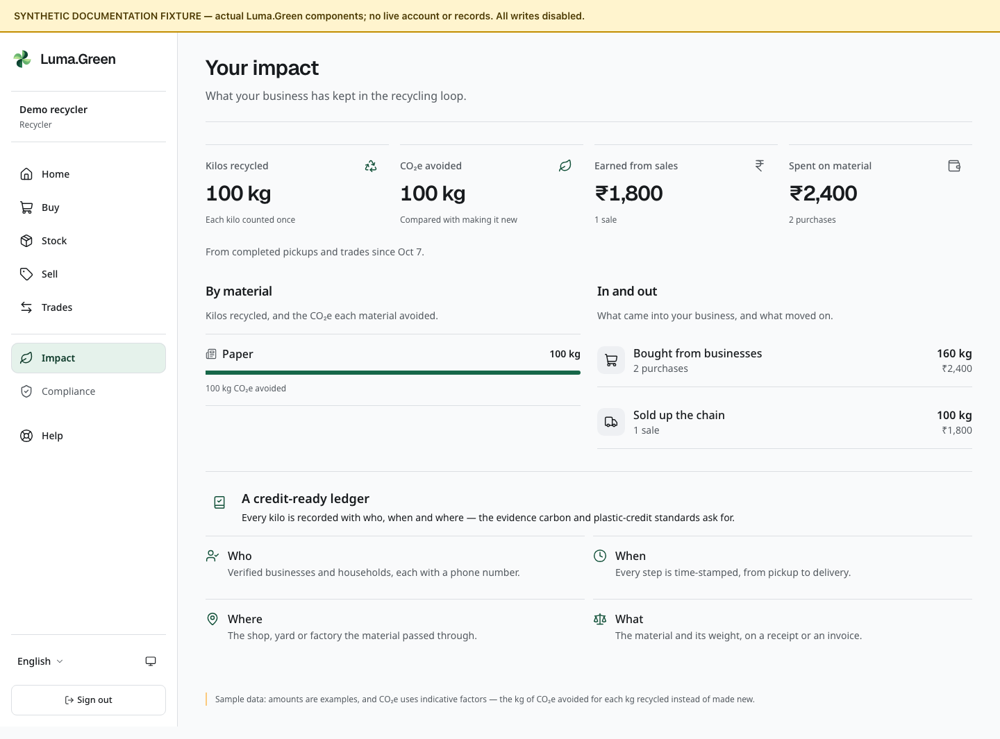 SYNTHETIC DOCUMENTATION FIXTURE — actual Luma.Green components; no live account or records. All writes disabled.
Luma.Green
Demo recycler
Recycler
Home
Buy
Stock
Sell
Trades
Impact
Compliance
Help
English
Sign out
Your impact
What your business has kept in the recycling loop.
Kilos recycled
100 kg
Each kilo counted once
CO₂e avoided
100 kg
Compared with making it new
Earned from sales
₹1,800
1 sale
Spent on material
₹2,400
2 purchases
From completed pickups and trades since Oct 7.
By material
Kilos recycled, and the CO₂e each material avoided.
Paper 100 kg
100 kg CO₂e avoided
In and out
What came into your business, and what moved on.
Bought from businesses 160 kg
2 purchases ₹2,400
Sold up the chain 100 kg
1 sale ₹1,800
A credit-ready ledger
Every kilo is recorded with who, when and where — the evidence carbon and plastic-credit standards ask for.
Who
Verified businesses and households, each with a phone number.
When
Every step is time-stamped, from pickup to delivery.
Where
The shop, yard or factory the material passed through.
What
The material and its weight, on a receipt or an invoice.
Sample data: amounts are examples, and CO₂e uses indicative factors — the kg of CO₂e avoided for each kg recycled instead of made new.